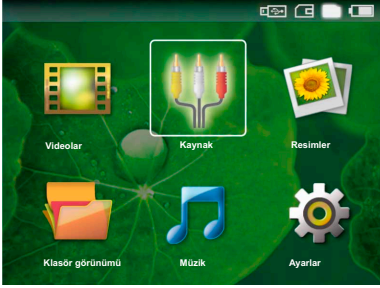 Videolar
Kaynak
Resimler
Klasör görünümü
Müzik
Ayarlar